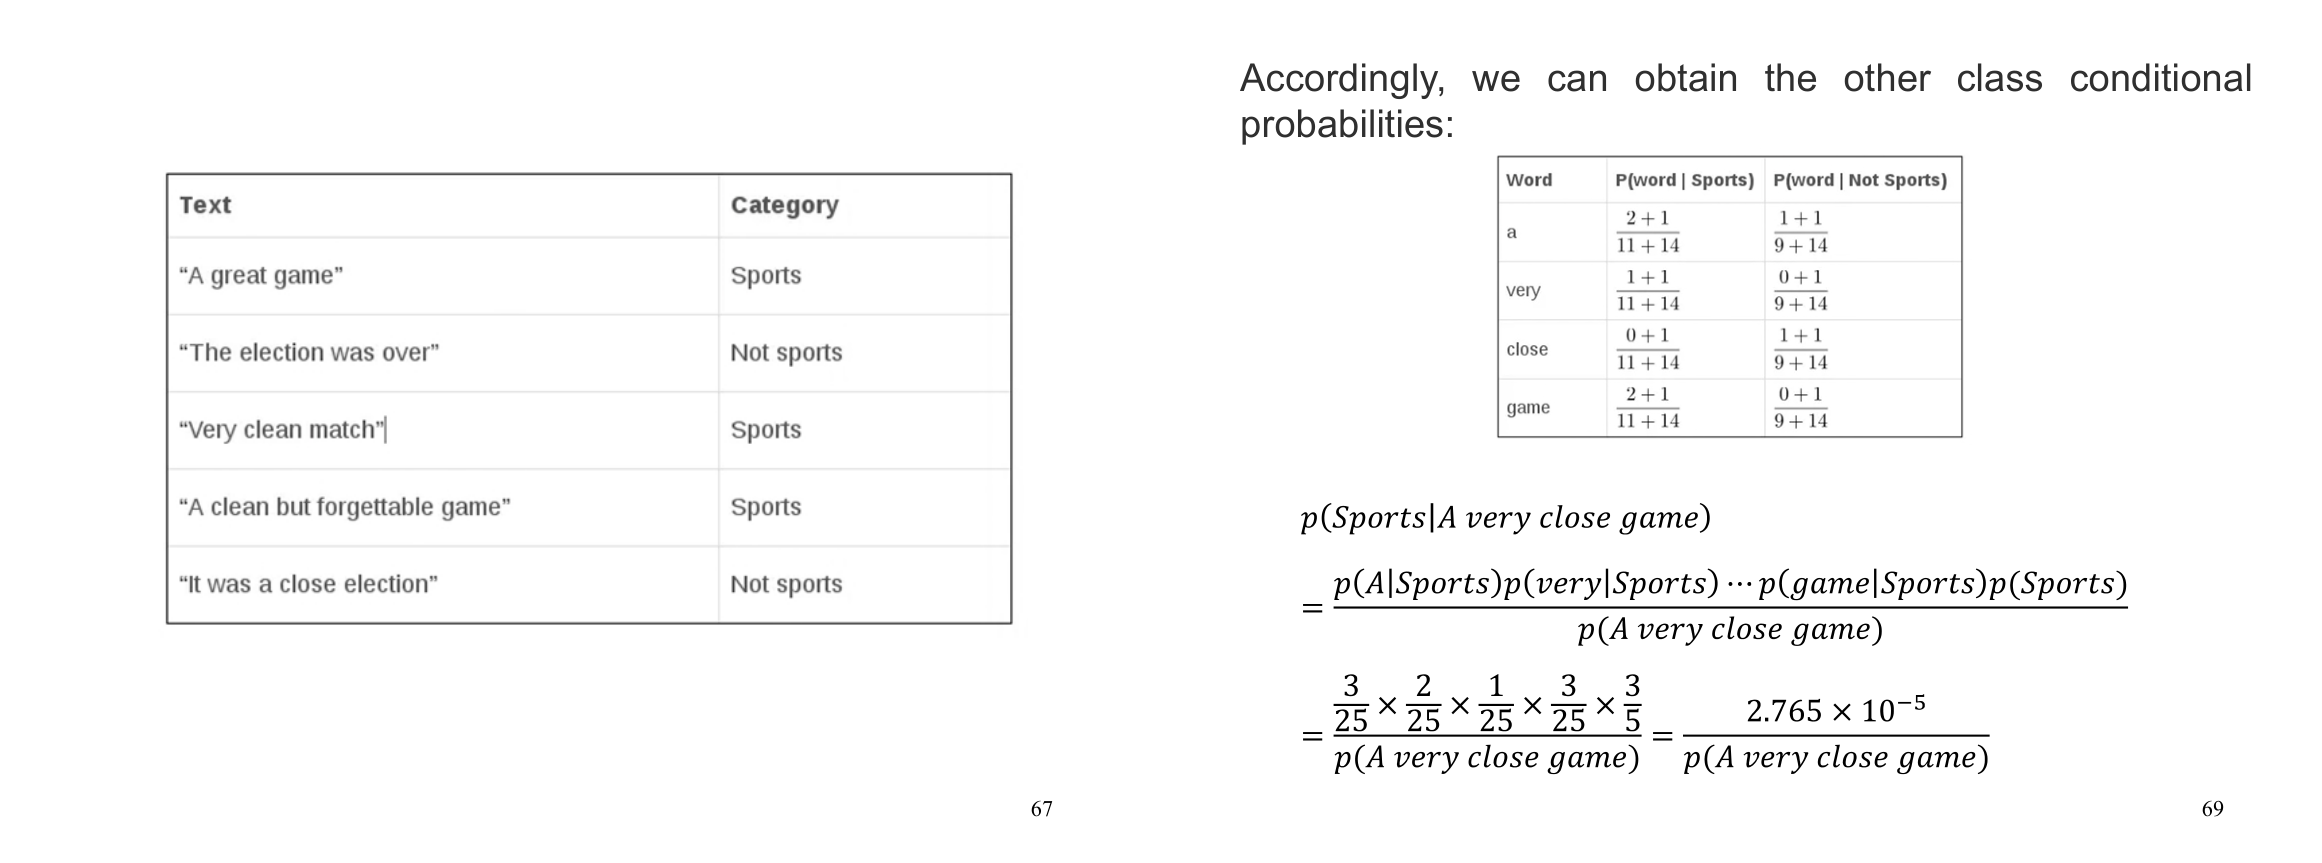 Text Category
“A great game” Sports
“The election was over” Not sports
“Very clean match” Sports
“A clean but forgettable game” Sports
“It was a close election” Not sports
67
Accordingly, we can obtain the other class conditional
probabilities:
Word P(word | Sports) P(word | Not Sports)
a (2 + 1)/(11 + 14) (1 + 1)/(9 + 14)
very (1 + 1)/(11 + 14) (0 + 1)/(9 + 14)
close (0 + 1)/(11 + 14) (1 + 1)/(9 + 14)
game (2 + 1)/(11 + 14) (0 + 1)/(9 + 14)
p(Sports|A very close game)
= p(A|Sports)p(very|Sports) ⋯ p(game|Sports)p(Sports) / p(A very close game)
= (3/25 × 2/25 × 1/25 × 3/25 × 3/5) / p(A very close game) = 2.765 × 10⁻⁵ / p(A very close game)
69